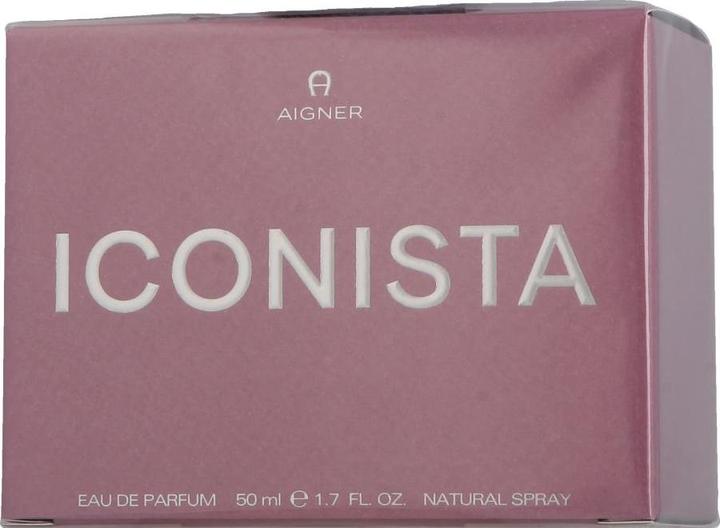 AIGNER
ICONISTA
EAU DE PARFUM 50 ml ℮ 1.7 FL. OZ. NATURAL SPRAY